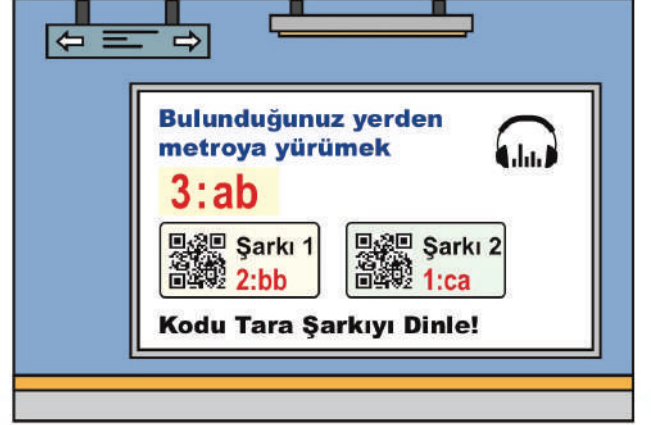 Bulunduğunuz yerden
metroya yürümek
3:ab
Şarkı 1
2:bb
Şarkı 2
1:ca
Kodu Tara Şarkıyı Dinle!